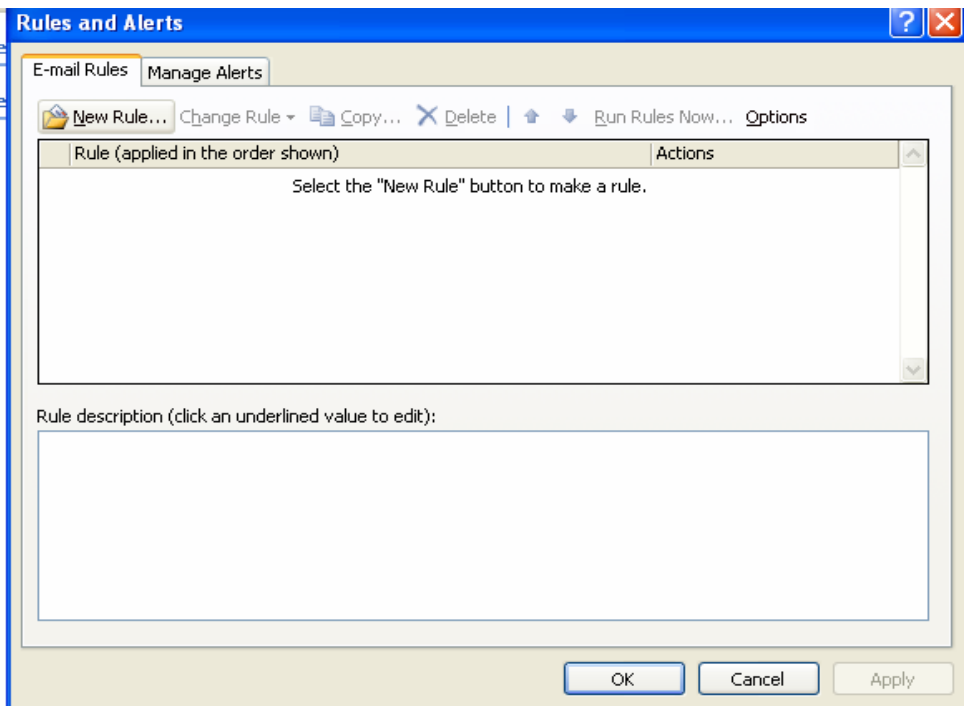 Rules and Alerts
E-mail Rules Manage Alerts
New Rule... Change Rule Copy... Delete Run Rules Now... Options
Rule (applied in the order shown) Actions
Select the "New Rule" button to make a rule.
Rule description (click an underlined value to edit):
OK Cancel Apply